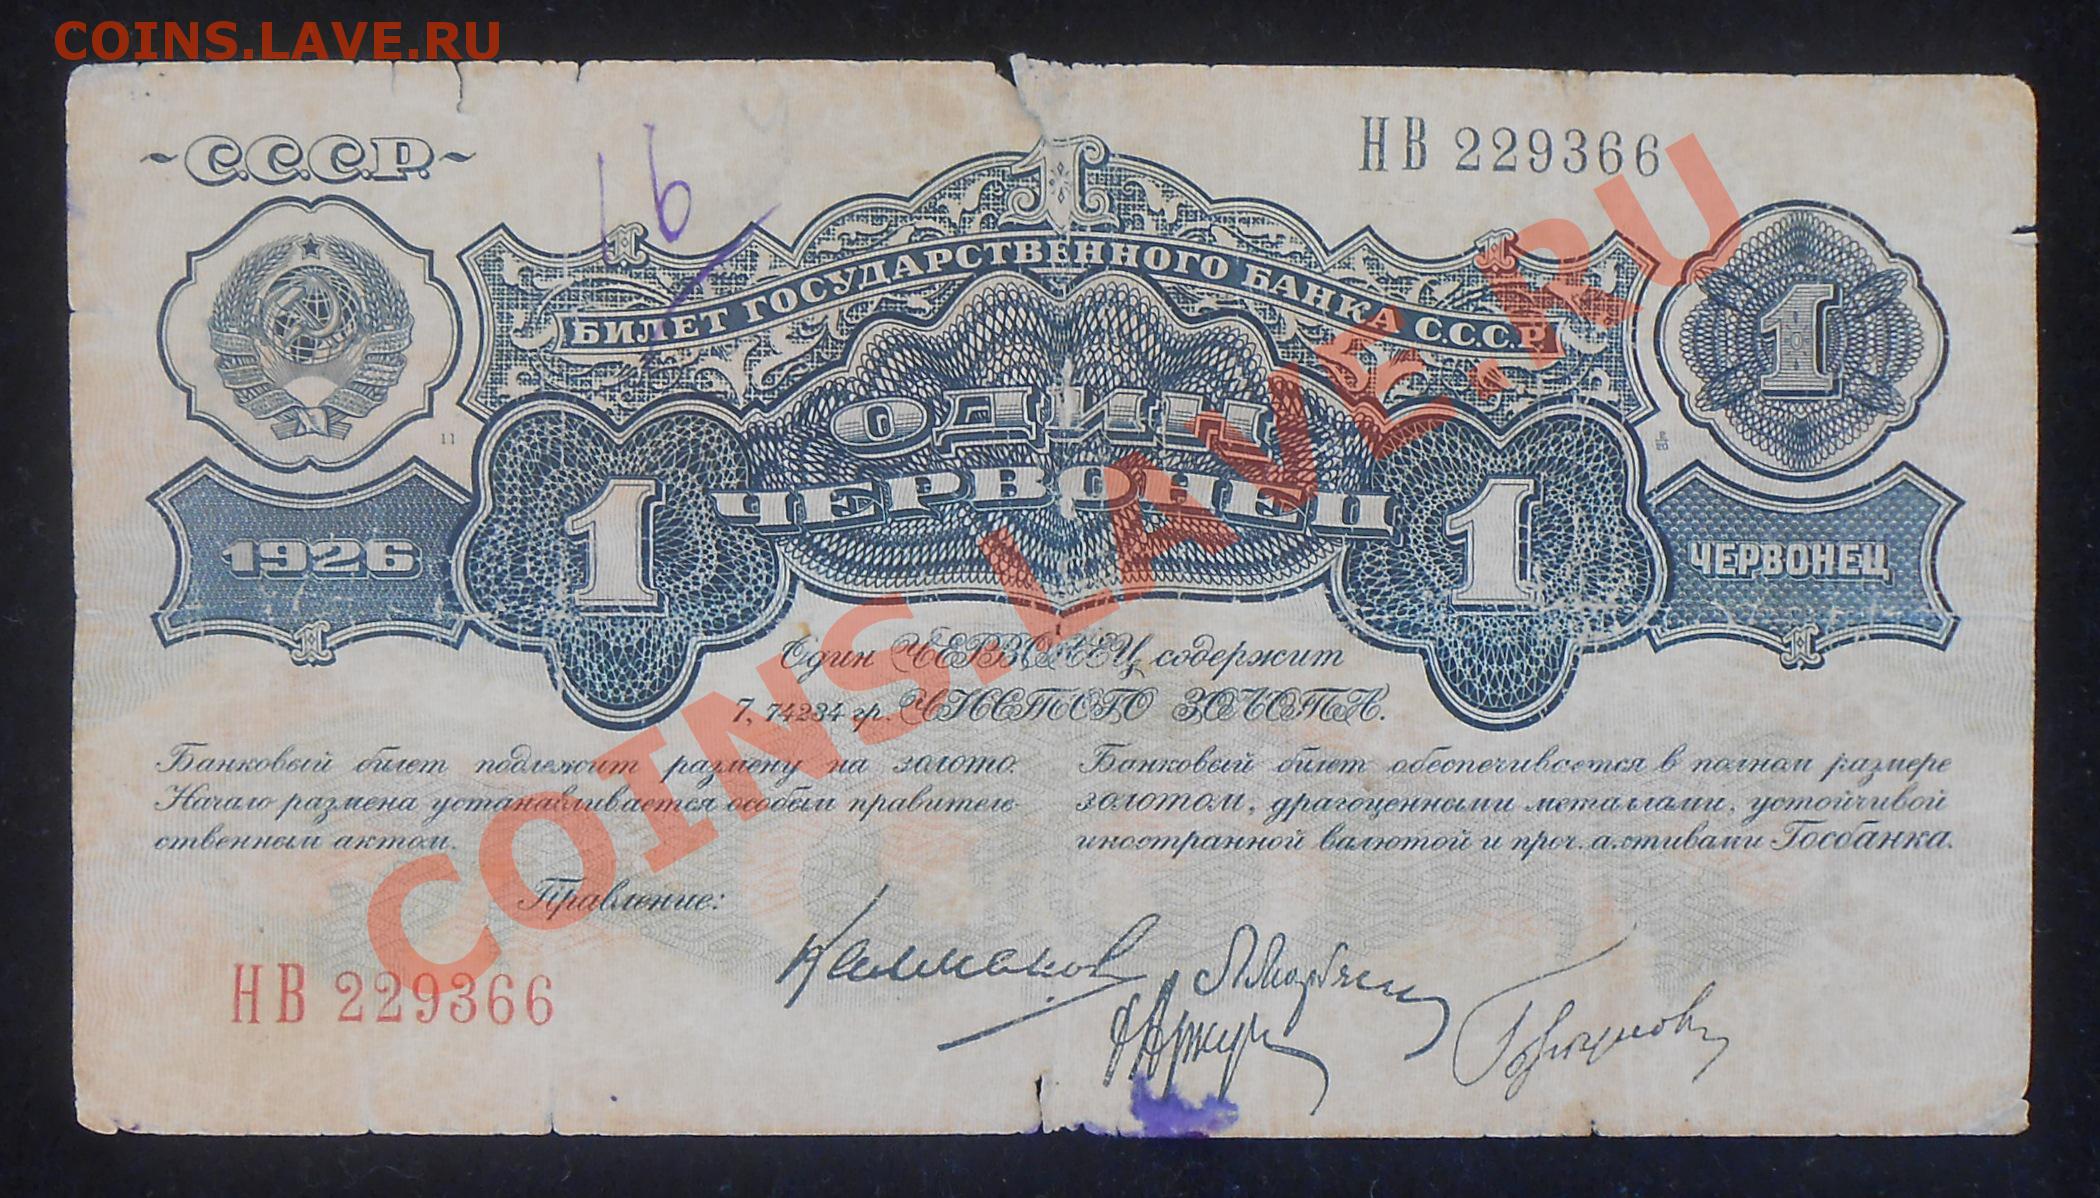 COINS.LAVE.RU
С.С.С.Р.
16
НВ 229366
1
БИЛЕТ ГОСУДАРСТВЕННОГО БАНКА С.С.С.Р.
1
ОДИН
ЧЕРВОНЕЦ
11
1926
1
1
ЧЕРВОНЕЦ
Один ЧЕРВОНЕЦ содержит
7, 74234 гр. ЧИСТОГО ЗОЛОТА.
Банковый билет подлежит размену на золото.
Начало размена устанавливается особым правитель-
ственным актом.
Банковый билет обеспечивается в полном размере
золотом, драгоценными металлами, устойчивой
иностранной валютой и проч. активами Госбанка.
Правление:
НВ 229366
COINS.LAVE.RU